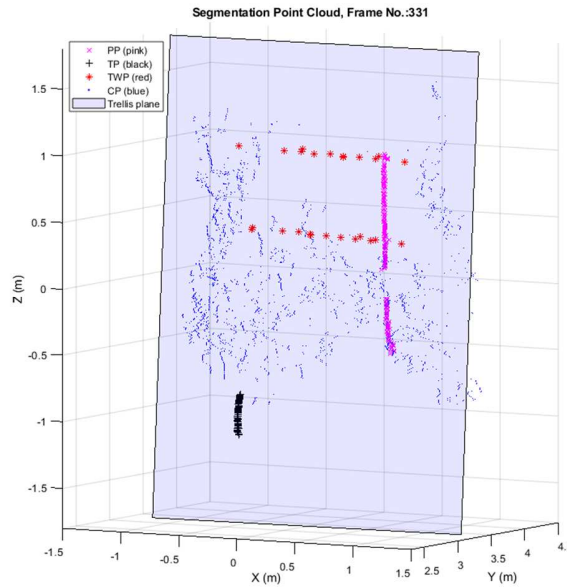 Segmentation Point Cloud, Frame No.:331
PP (pink)
TP (black)
TWP (red)
CP (blue)
Trellis plane
1.5
1
0.5
0
-0.5
-1
-1.5
Z (m)
-1.5
-1
-0.5
0
0.5
1
1.5
X (m)
2.5
3
3.5
4
4.
Y (m)